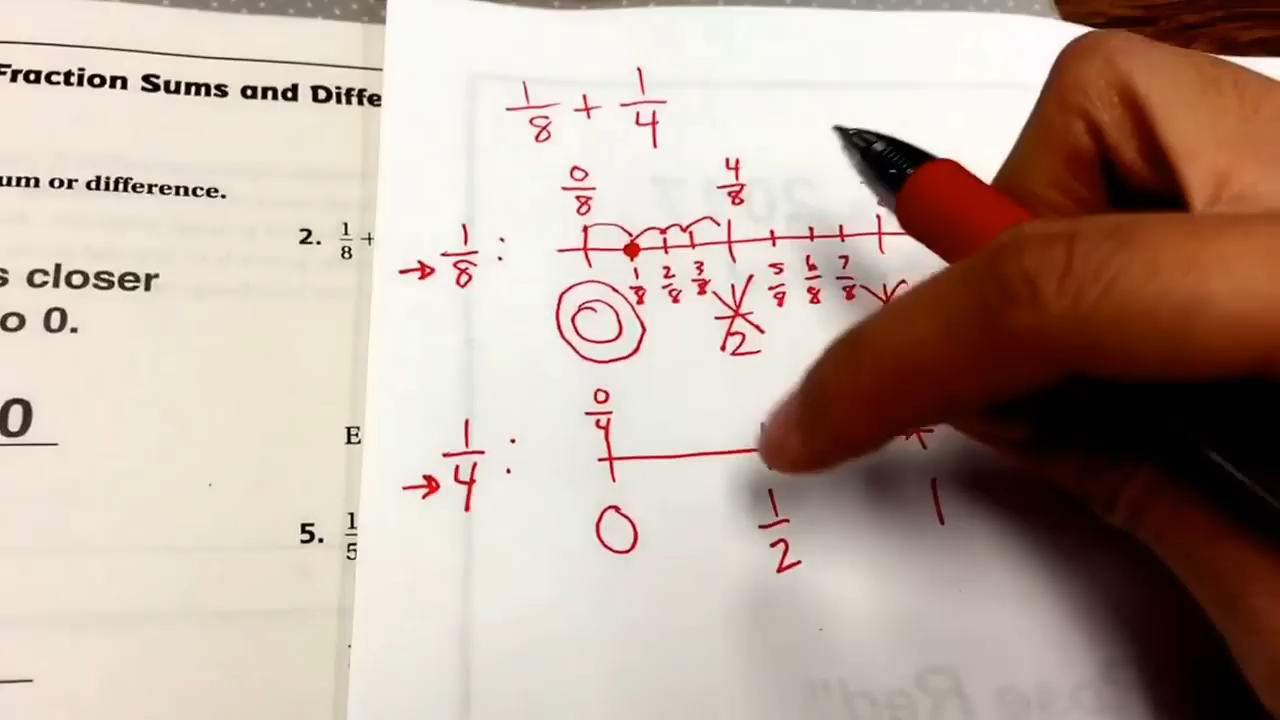 Fraction Sums and Diffe
um or difference.
2. 1/8 +
s closer
o 0.
0
E
5. 1/5
1/8 + 1/4
0/8 4/8
→ 1/8 :
1/8 2/8 3/8 5/8 6/8 7/8
0 1/2
0/4
→ 1/4 :
0 1/2 1